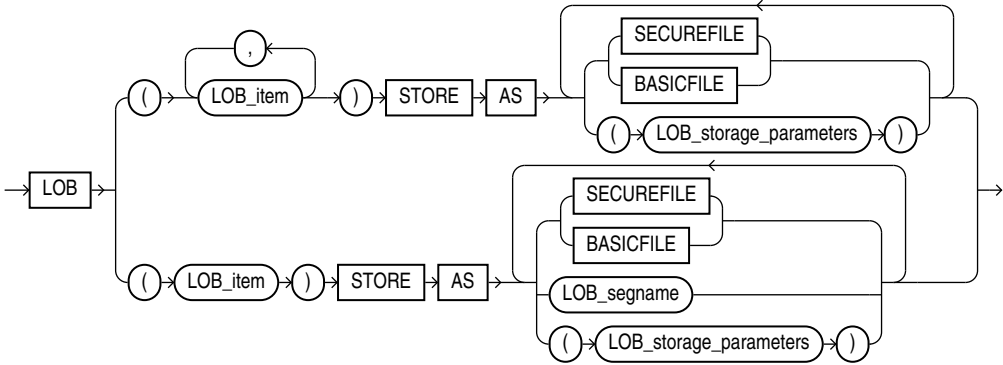 SECUREFILE
,
BASICFILE
( LOB_item ) STORE AS
( LOB_storage_parameters )
LOB
SECUREFILE
BASICFILE
( LOB_item ) STORE AS
LOB_segname
( LOB_storage_parameters )